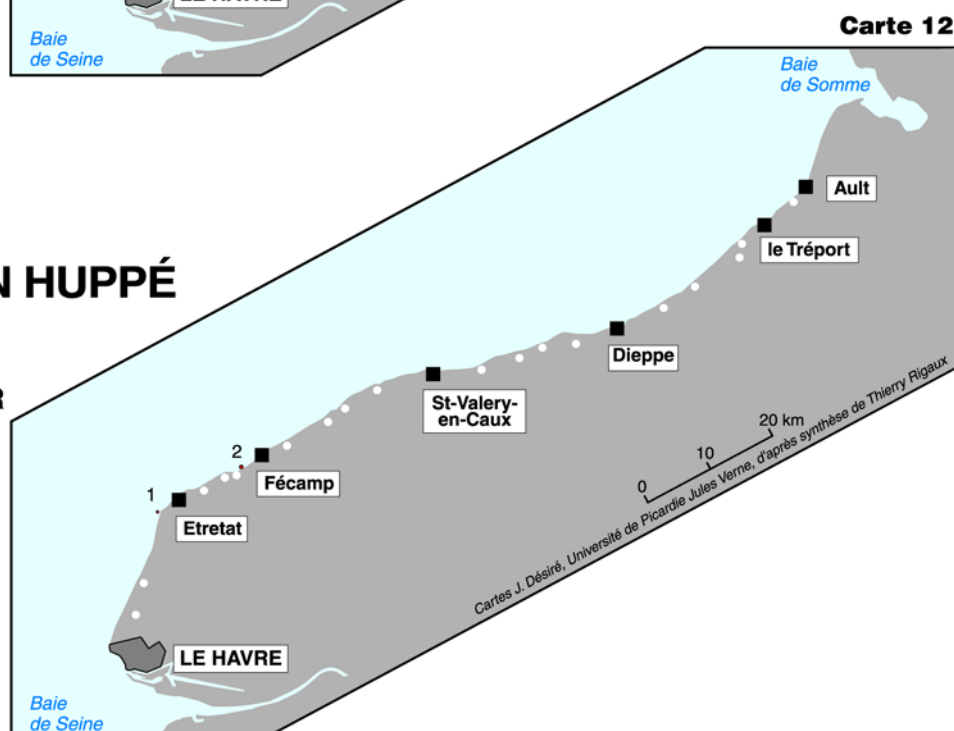 Baie
de Seine
Carte 12
Baie
de Somme
Ault
le Tréport
HUPPÉ
Dieppe
St-Valery-
en-Caux
20 km
10
0
2
Fécamp
1
Etretat
Cartes J. Désiré, Université de Picardie Jules Verne, d'après synthèse de Thierry Rigaux
LE HAVRE
Baie
de Seine